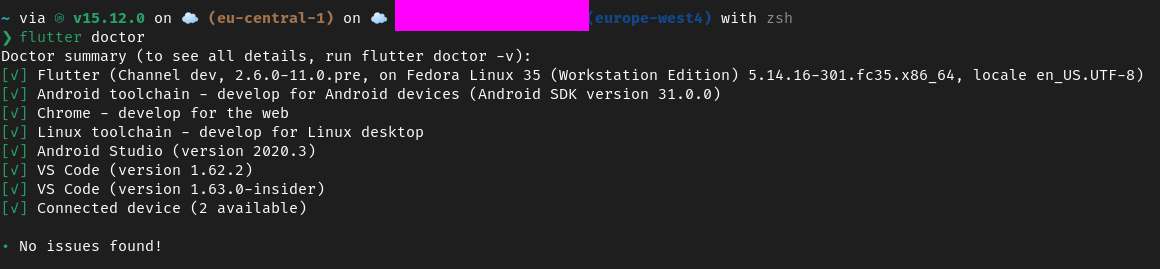 ~ via ⬢ v15.12.0 on ☁️ (eu-central-1) on ☁️ (europe-west4) with zsh
❯ flutter doctor
Doctor summary (to see all details, run flutter doctor -v):
[√] Flutter (Channel dev, 2.6.0-11.0.pre, on Fedora Linux 35 (Workstation Edition) 5.14.16-301.fc35.x86_64, locale en_US.UTF-8)
[√] Android toolchain - develop for Android devices (Android SDK version 31.0.0)
[√] Chrome - develop for the web
[√] Linux toolchain - develop for Linux desktop
[√] Android Studio (version 2020.3)
[√] VS Code (version 1.62.2)
[√] VS Code (version 1.63.0-insider)
[√] Connected device (2 available)
• No issues found!